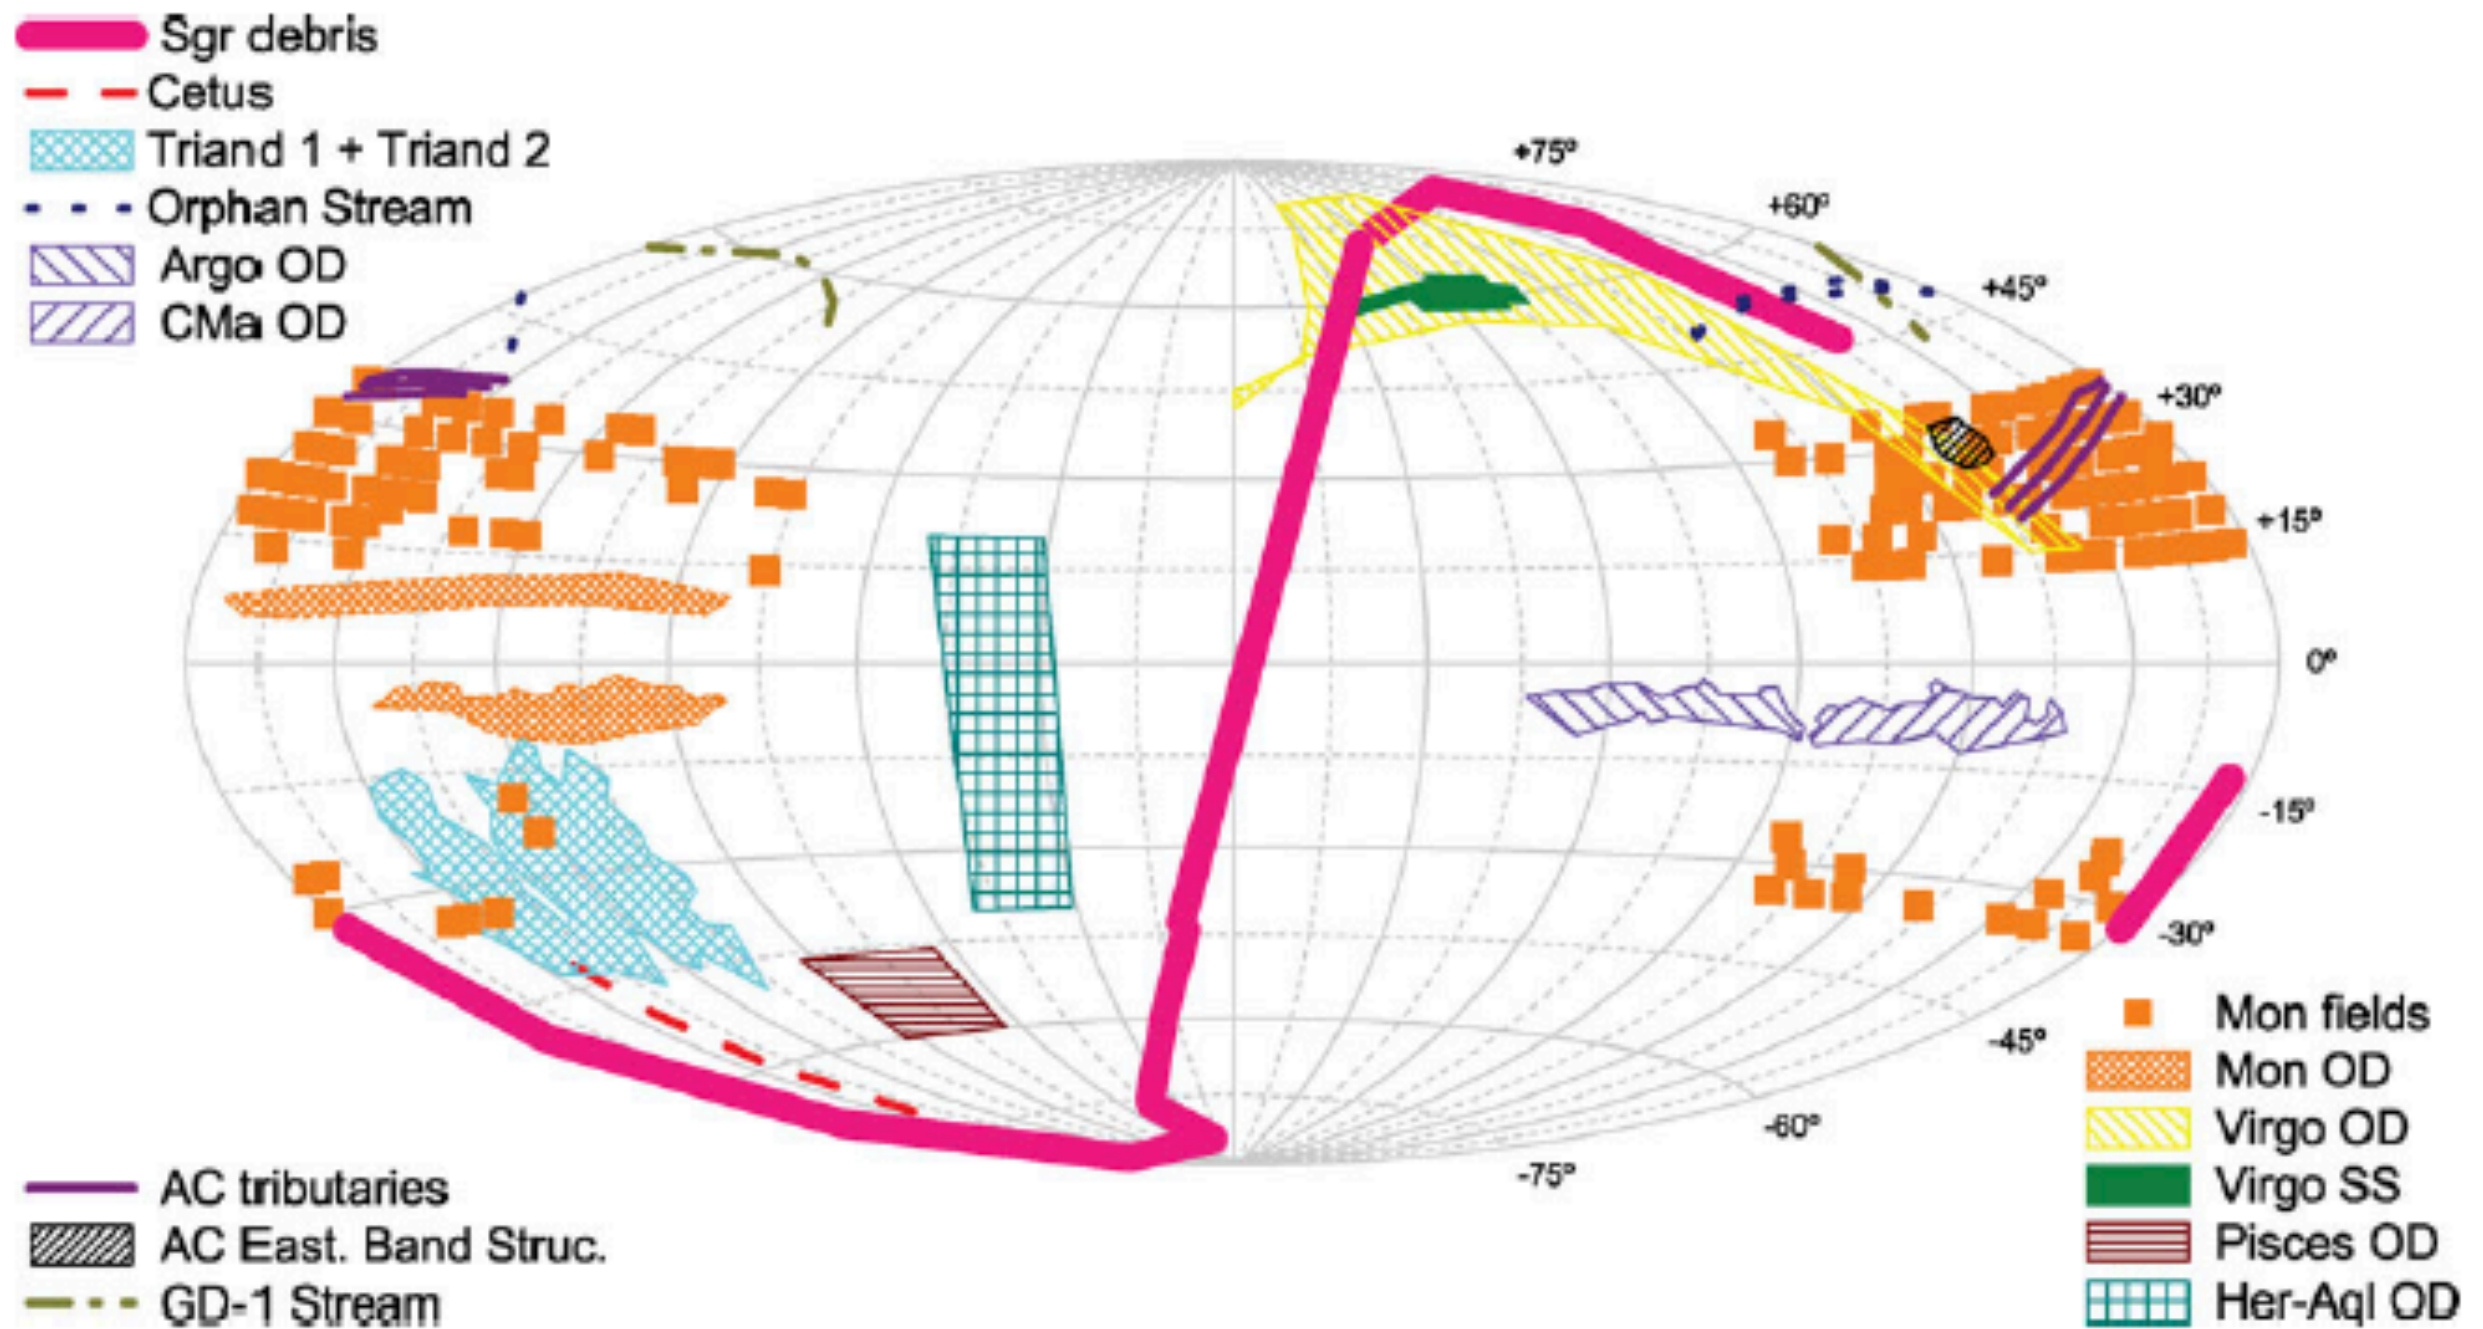 Sgr debris
Cetus
Triand 1 + Triand 2
Orphan Stream
Argo OD
CMa OD
+75º
+60º
+45º
+30º
+15º
0º
-15º
-30º
-45º
-60º
-75º
AC tributaries
AC East. Band Struc.
GD-1 Stream
Mon fields
Mon OD
Virgo OD
Virgo SS
Pisces OD
Her-Aql OD